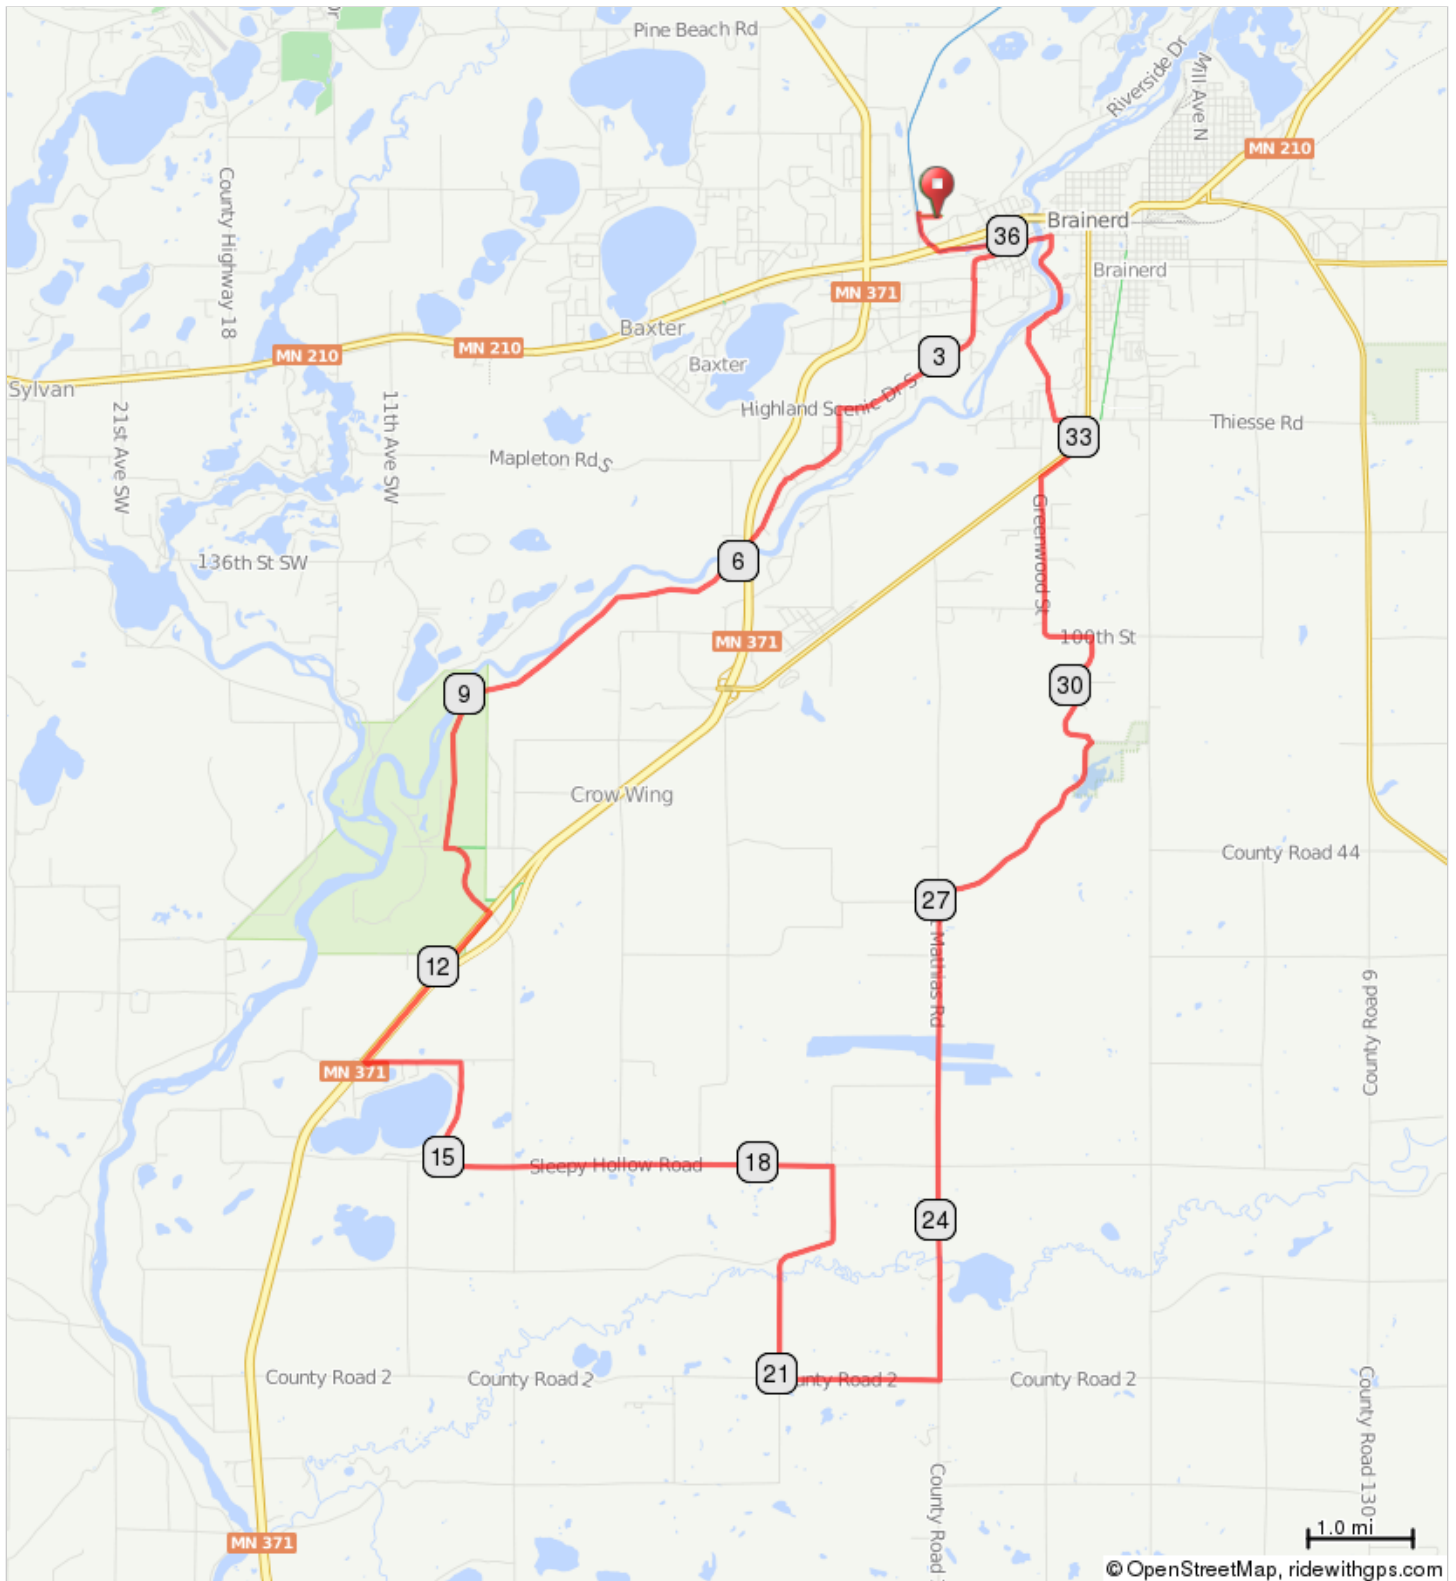 Pine Beach Rd
Riverside Dr
Mill Ave N
MN 210
County Highway 18
36
Brainerd
Brainerd
MN 371
Baxter
MN 210
MN 210
3
Baxter
Sylvan
21st Ave SW
11th Ave SW
Highland Scenic Dr S
Thiesse Rd
33
Mapleton Rd S
Greenwood St
136th St SW
6
100th St
MN 371
30
9
Crow Wing
County Road 44
27
Mathias Rd
12
County Road 9
MN 371
15
Sleepy Hollow Road
18
24
County Road 2
County Road 2
21
unty Road 2
County Road 2
County Road 130
County Road
MN 371
1.0 mi
© OpenStreetMap, ridewithgps.com